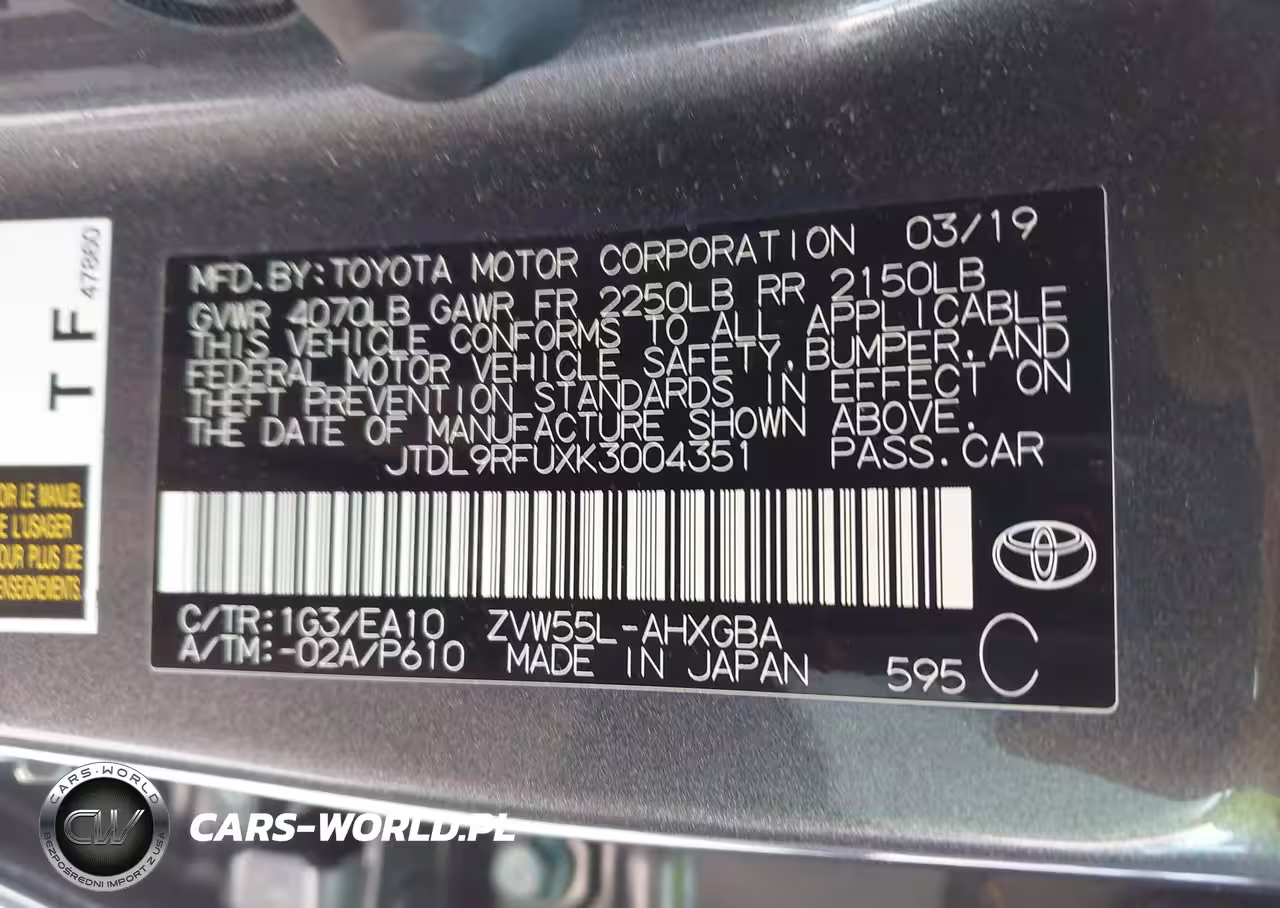 MFD.BY:TOYOTA MOTOR CORPORATION 03/19
GVWR 4070LB GAWR FR 2250LB RR 2150LB
THIS VEHICLE CONFORMS TO ALL APPLICABLE
FEDERAL MOTOR VEHICLE SAFETY,BUMPER,AND
THEFT PREVENTION STANDARDS IN EFFECT ON
THE DATE OF MANUFACTURE SHOWN ABOVE.
JTDL9RFUXK3004351 PASS.CAR
C/TR:1G3/EA10 ZVW55L-AHXGBA
A/TM:-02A/P610 MADE IN JAPAN 595 C
47860
T F
LE MANUEL
L'USAGER
PLUS DE
CARS-WORLD
CW
BEZPOŚREDNI IMPORT Z USA
CARS-WORLD.PL